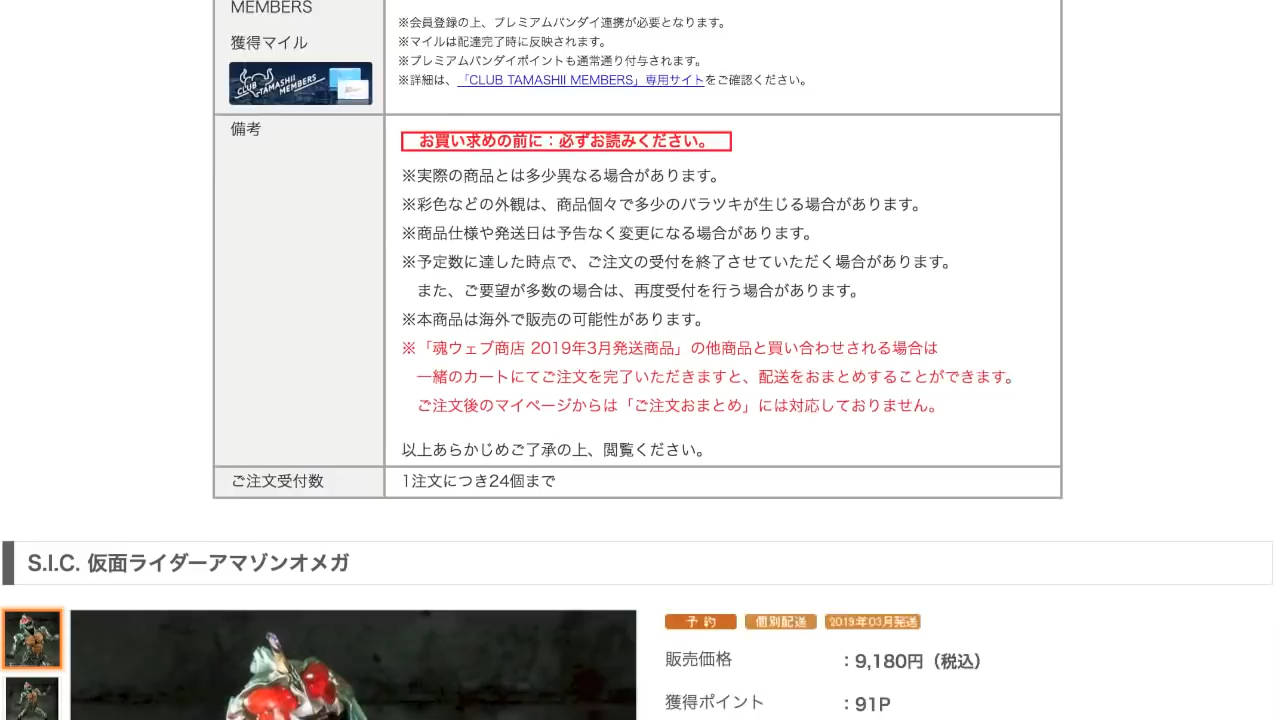 MEMBERS
獲得マイル
CLUB TAMASHII MEMBERS
※会員登録の上、プレミアムバンダイ連携が必要となります。
※マイルは配達完了時に反映されます。
※プレミアムバンダイポイントも通常通り付与されます。
※詳細は、「CLUB TAMASHII MEMBERS」専用サイトをご確認ください。
備考
お買い求めの前に：必ずお読みください。
※実際の商品とは多少異なる場合があります。
※彩色などの外観は、商品個々で多少のバラツキが生じる場合があります。
※商品仕様や発送日は予告なく変更になる場合があります。
※予定数に達した時点で、ご注文の受付を終了させていただく場合があります。
また、ご要望が多数の場合は、再度受付を行う場合があります。
※本商品は海外で販売の可能性があります。
※「魂ウェブ商店 2019年3月発送商品」の他商品と買い合わせされる場合は
一緒のカートにてご注文を完了いただきますと、配送をおまとめすることができます。
ご注文後のマイページからは「ご注文おまとめ」には対応しておりません。
以上あらかじめご了承の上、閲覧ください。
ご注文受付数
1注文につき24個まで
S.I.C. 仮面ライダーアマゾンオメガ
予約 個別配送 2019年03月発送
販売価格 ：9,180円（税込）
獲得ポイント ：91P